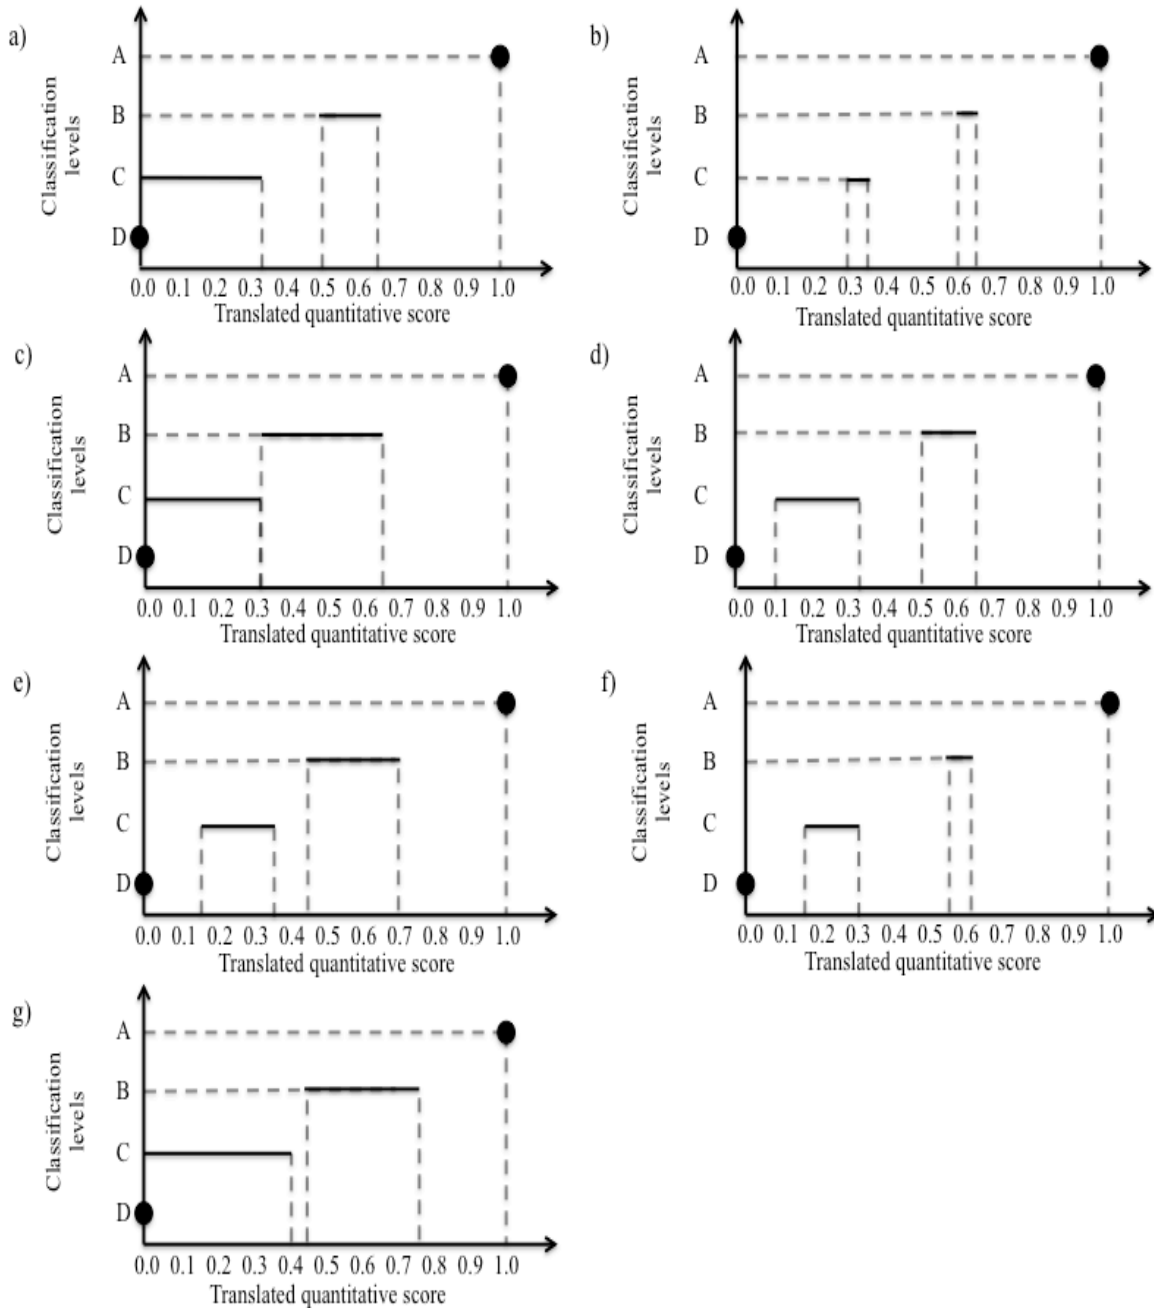 a)
Classification
levels
A
B
C
D
0.0 0.1 0.2 0.3 0.4 0.5 0.6 0.7 0.8 0.9 1.0
Translated quantitative score
b)
Classification
levels
A
B
C
D
0.0 0.1 0.2 0.3 0.4 0.5 0.6 0.7 0.8 0.9 1.0
Translated quantitative score
c)
Classification
levels
A
B
C
D
0.0 0.1 0.2 0.3 0.4 0.5 0.6 0.7 0.8 0.9 1.0
Translated quantitative score
d)
Classification
levels
A
B
C
D
0.0 0.1 0.2 0.3 0.4 0.5 0.6 0.7 0.8 0.9 1.0
Translated quantitative score
e)
Classification
levels
A
B
C
D
0.0 0.1 0.2 0.3 0.4 0.5 0.6 0.7 0.8 0.9 1.0
Translated quantitative score
f)
Classification
levels
A
B
C
D
0.0 0.1 0.2 0.3 0.4 0.5 0.6 0.7 0.8 0.9 1.0
Translated quantitative score
g)
Classification
levels
A
B
C
D
0.0 0.1 0.2 0.3 0.4 0.5 0.6 0.7 0.8 0.9 1.0
Translated quantitative score